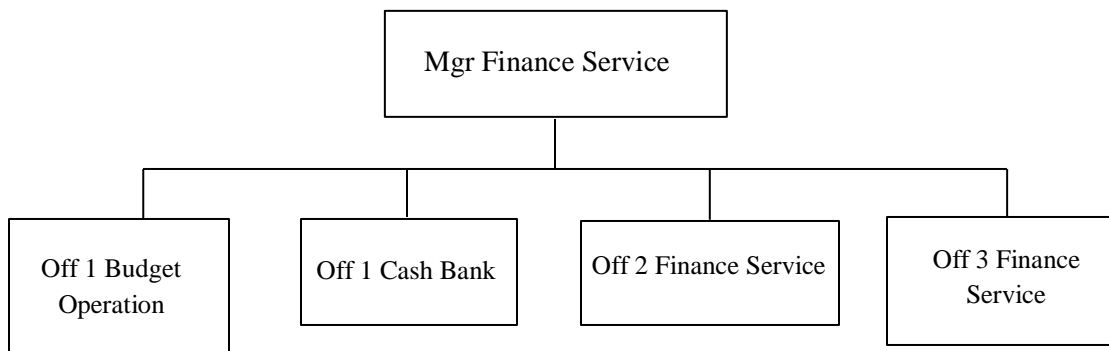 Mgr Finance Service
Off 1 Budget
Operation
Off 1 Cash Bank
Off 2 Finance Service
Off 3 Finance
Service